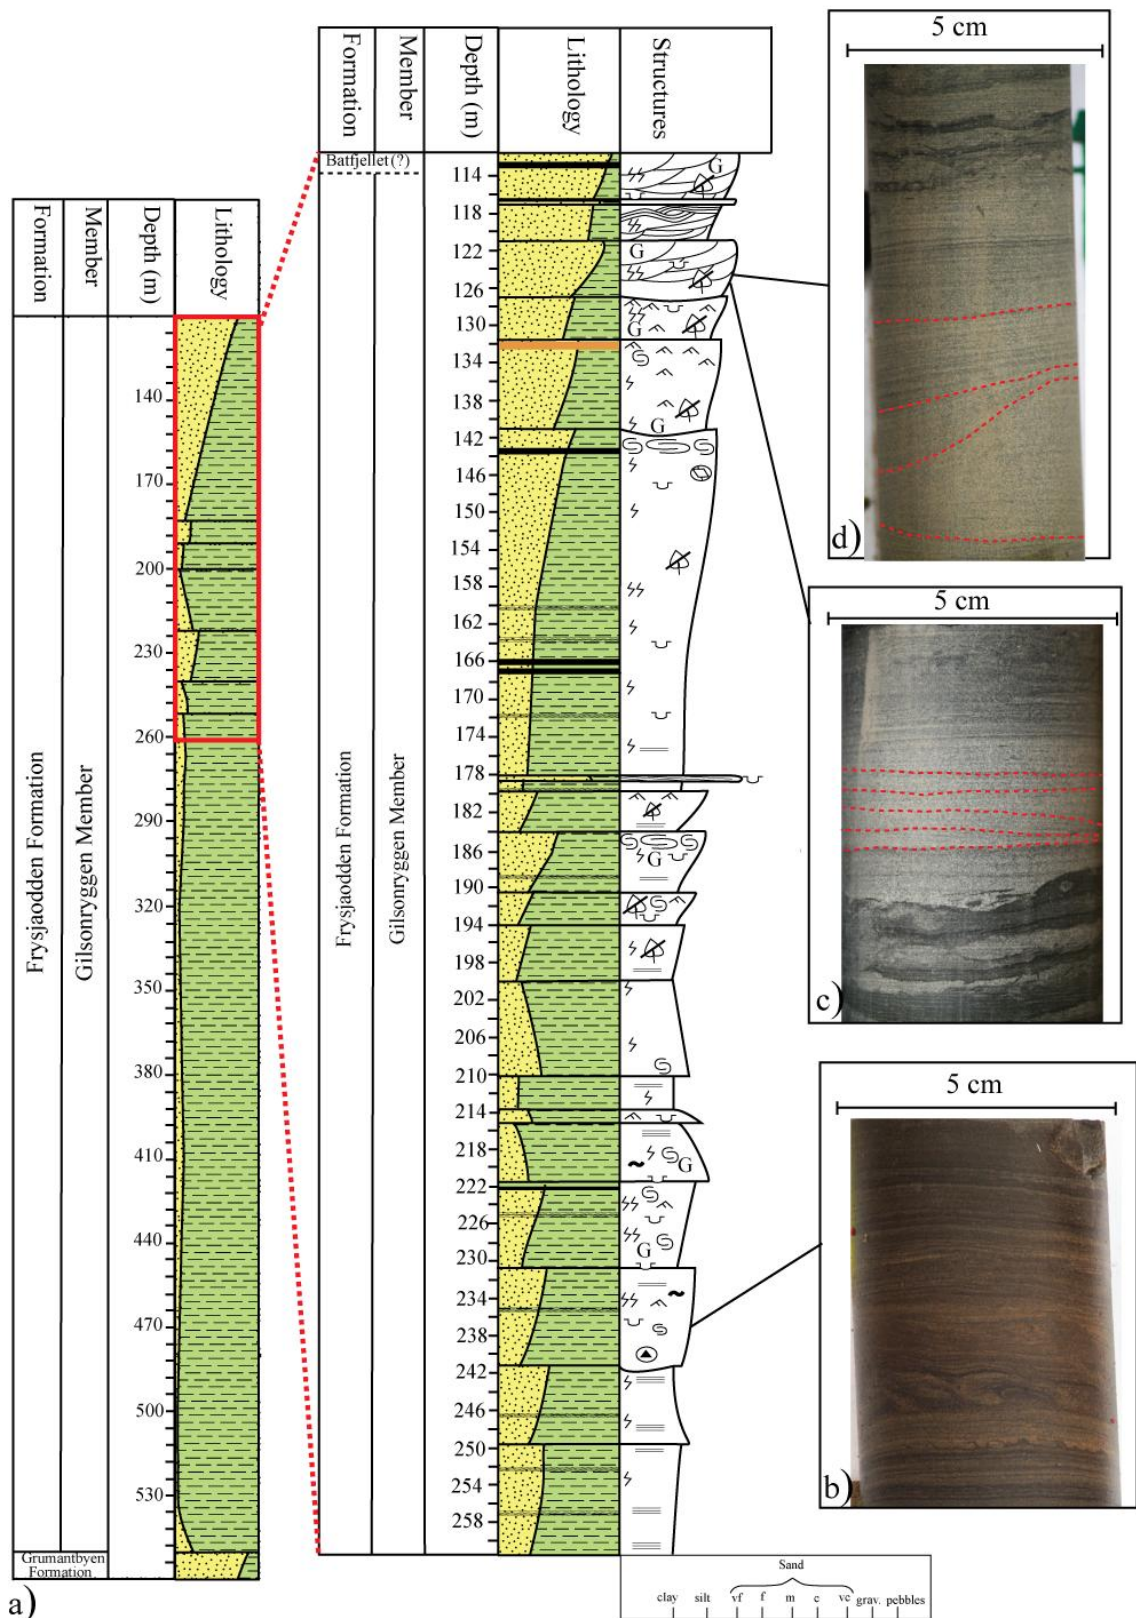 Formation
Member
Depth (m)
Lithology
140
170
200
230
260
290
320
350
380
410
440
470
500
530
Frysjaodden Formation
Gilsonryggen Member
Grumantbyen
Formation
a)
Formation
Member
Depth (m)
Lithology
Structures
Batfjellet (?)
114
118
122
126
130
134
138
142
146
150
154
158
162
166
170
174
178
182
186
190
194
198
202
206
210
214
218
222
226
230
234
238
242
246
250
254
258
Frysjaodden Formation
Gilsonryggen Member
G
G
G
G
G
G
G
Sand
clay silt vf f m c vc grav. pebbles
5 cm
d)
5 cm
c)
5 cm
b)